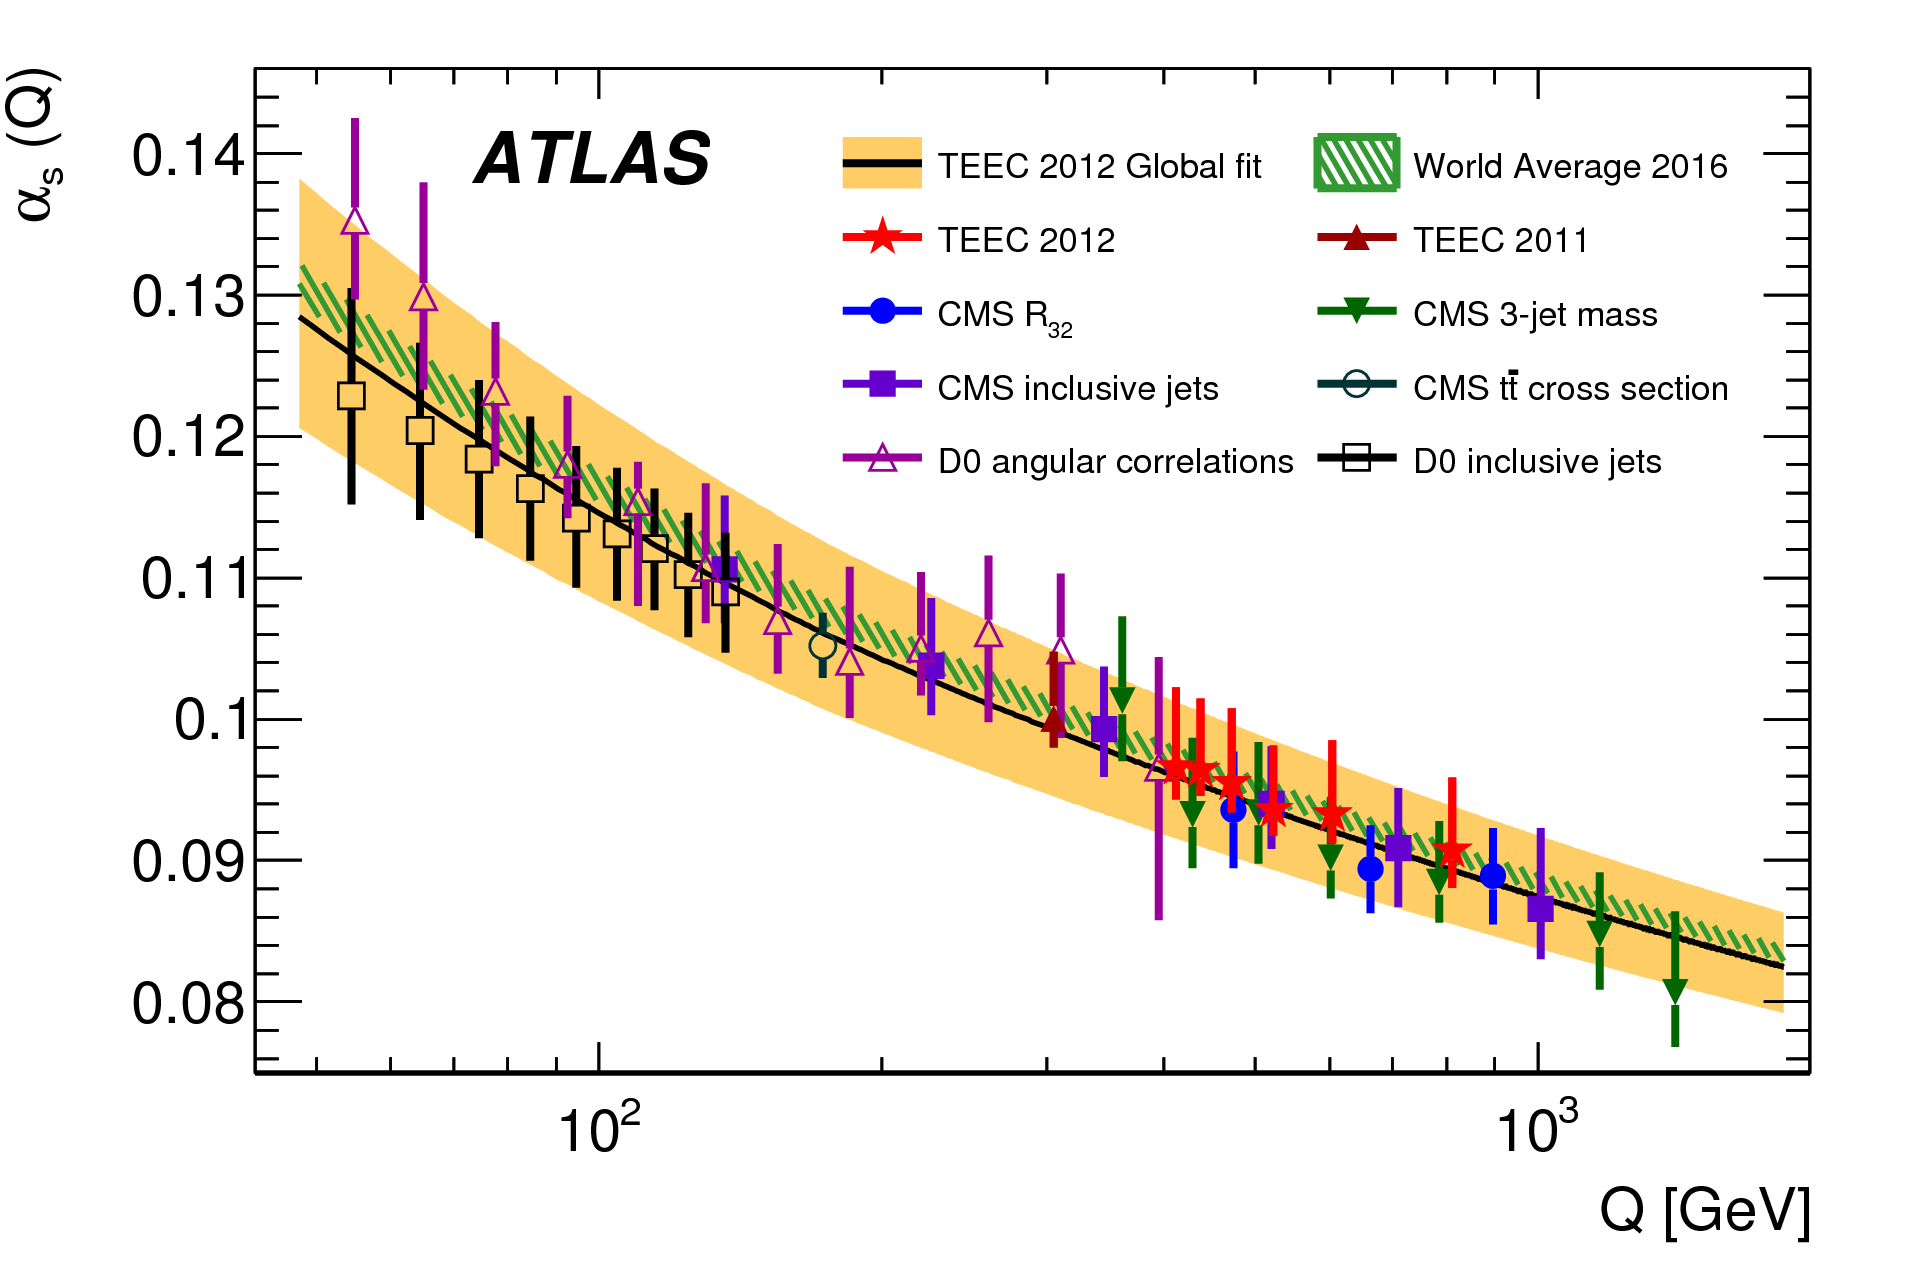 α_s (Q)
ATLAS
TEEC 2012 Global fit
World Average 2016
TEEC 2012
TEEC 2011
CMS R_32
CMS 3-jet mass
CMS inclusive jets
CMS tt̄ cross section
D0 angular correlations
D0 inclusive jets
0.14
0.13
0.12
0.11
0.1
0.09
0.08
10²
10³
Q [GeV]